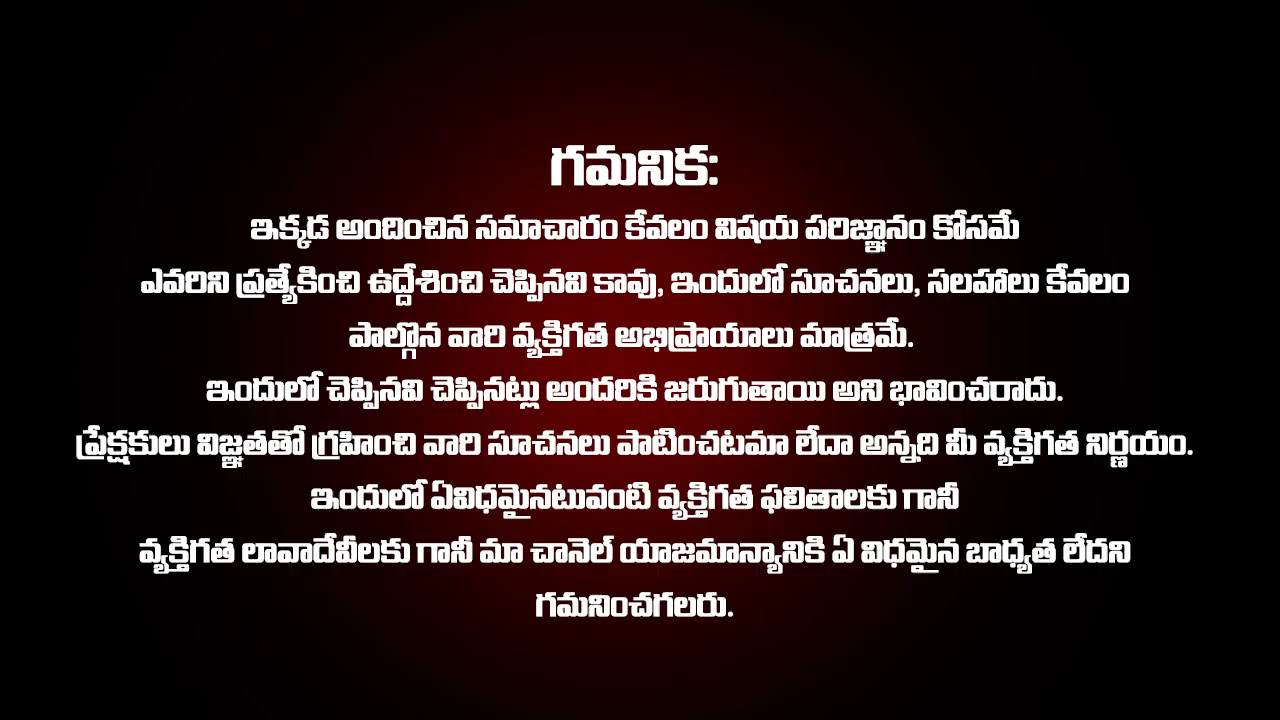 గమనిక:
ఇక్కడ అందించిన సమాచారం కేవలం విషయ పరిజ్ఞానం కోసమే
ఎవరిని ప్రత్యేకించి ఉద్దేశించి చెప్పినవి కావు, ఇందులో సూచనలు, సలహాలు కేవలం
పాల్గొన వారి వ్యక్తిగత అభిప్రాయాలు మాత్రమే.
ఇందులో చెప్పినవి చెప్పినట్లు అందరికి జరుగుతాయి అని భావించరాదు.
ప్రేక్షకులు విజ్ఞతతో గ్రహించి వారి సూచనలు పాటించటమా లేదా అన్నది మీ వ్యక్తిగత నిర్ణయం.
ఇందులో ఏవిధమైనటువంటి వ్యక్తిగత ఫలితాలకు గానీ
వ్యక్తిగత లావాదేవీలకు గానీ మా చానెల్ యాజమాన్యానికి ఏ విధమైన బాధ్యత లేదని
గమనించగలరు.